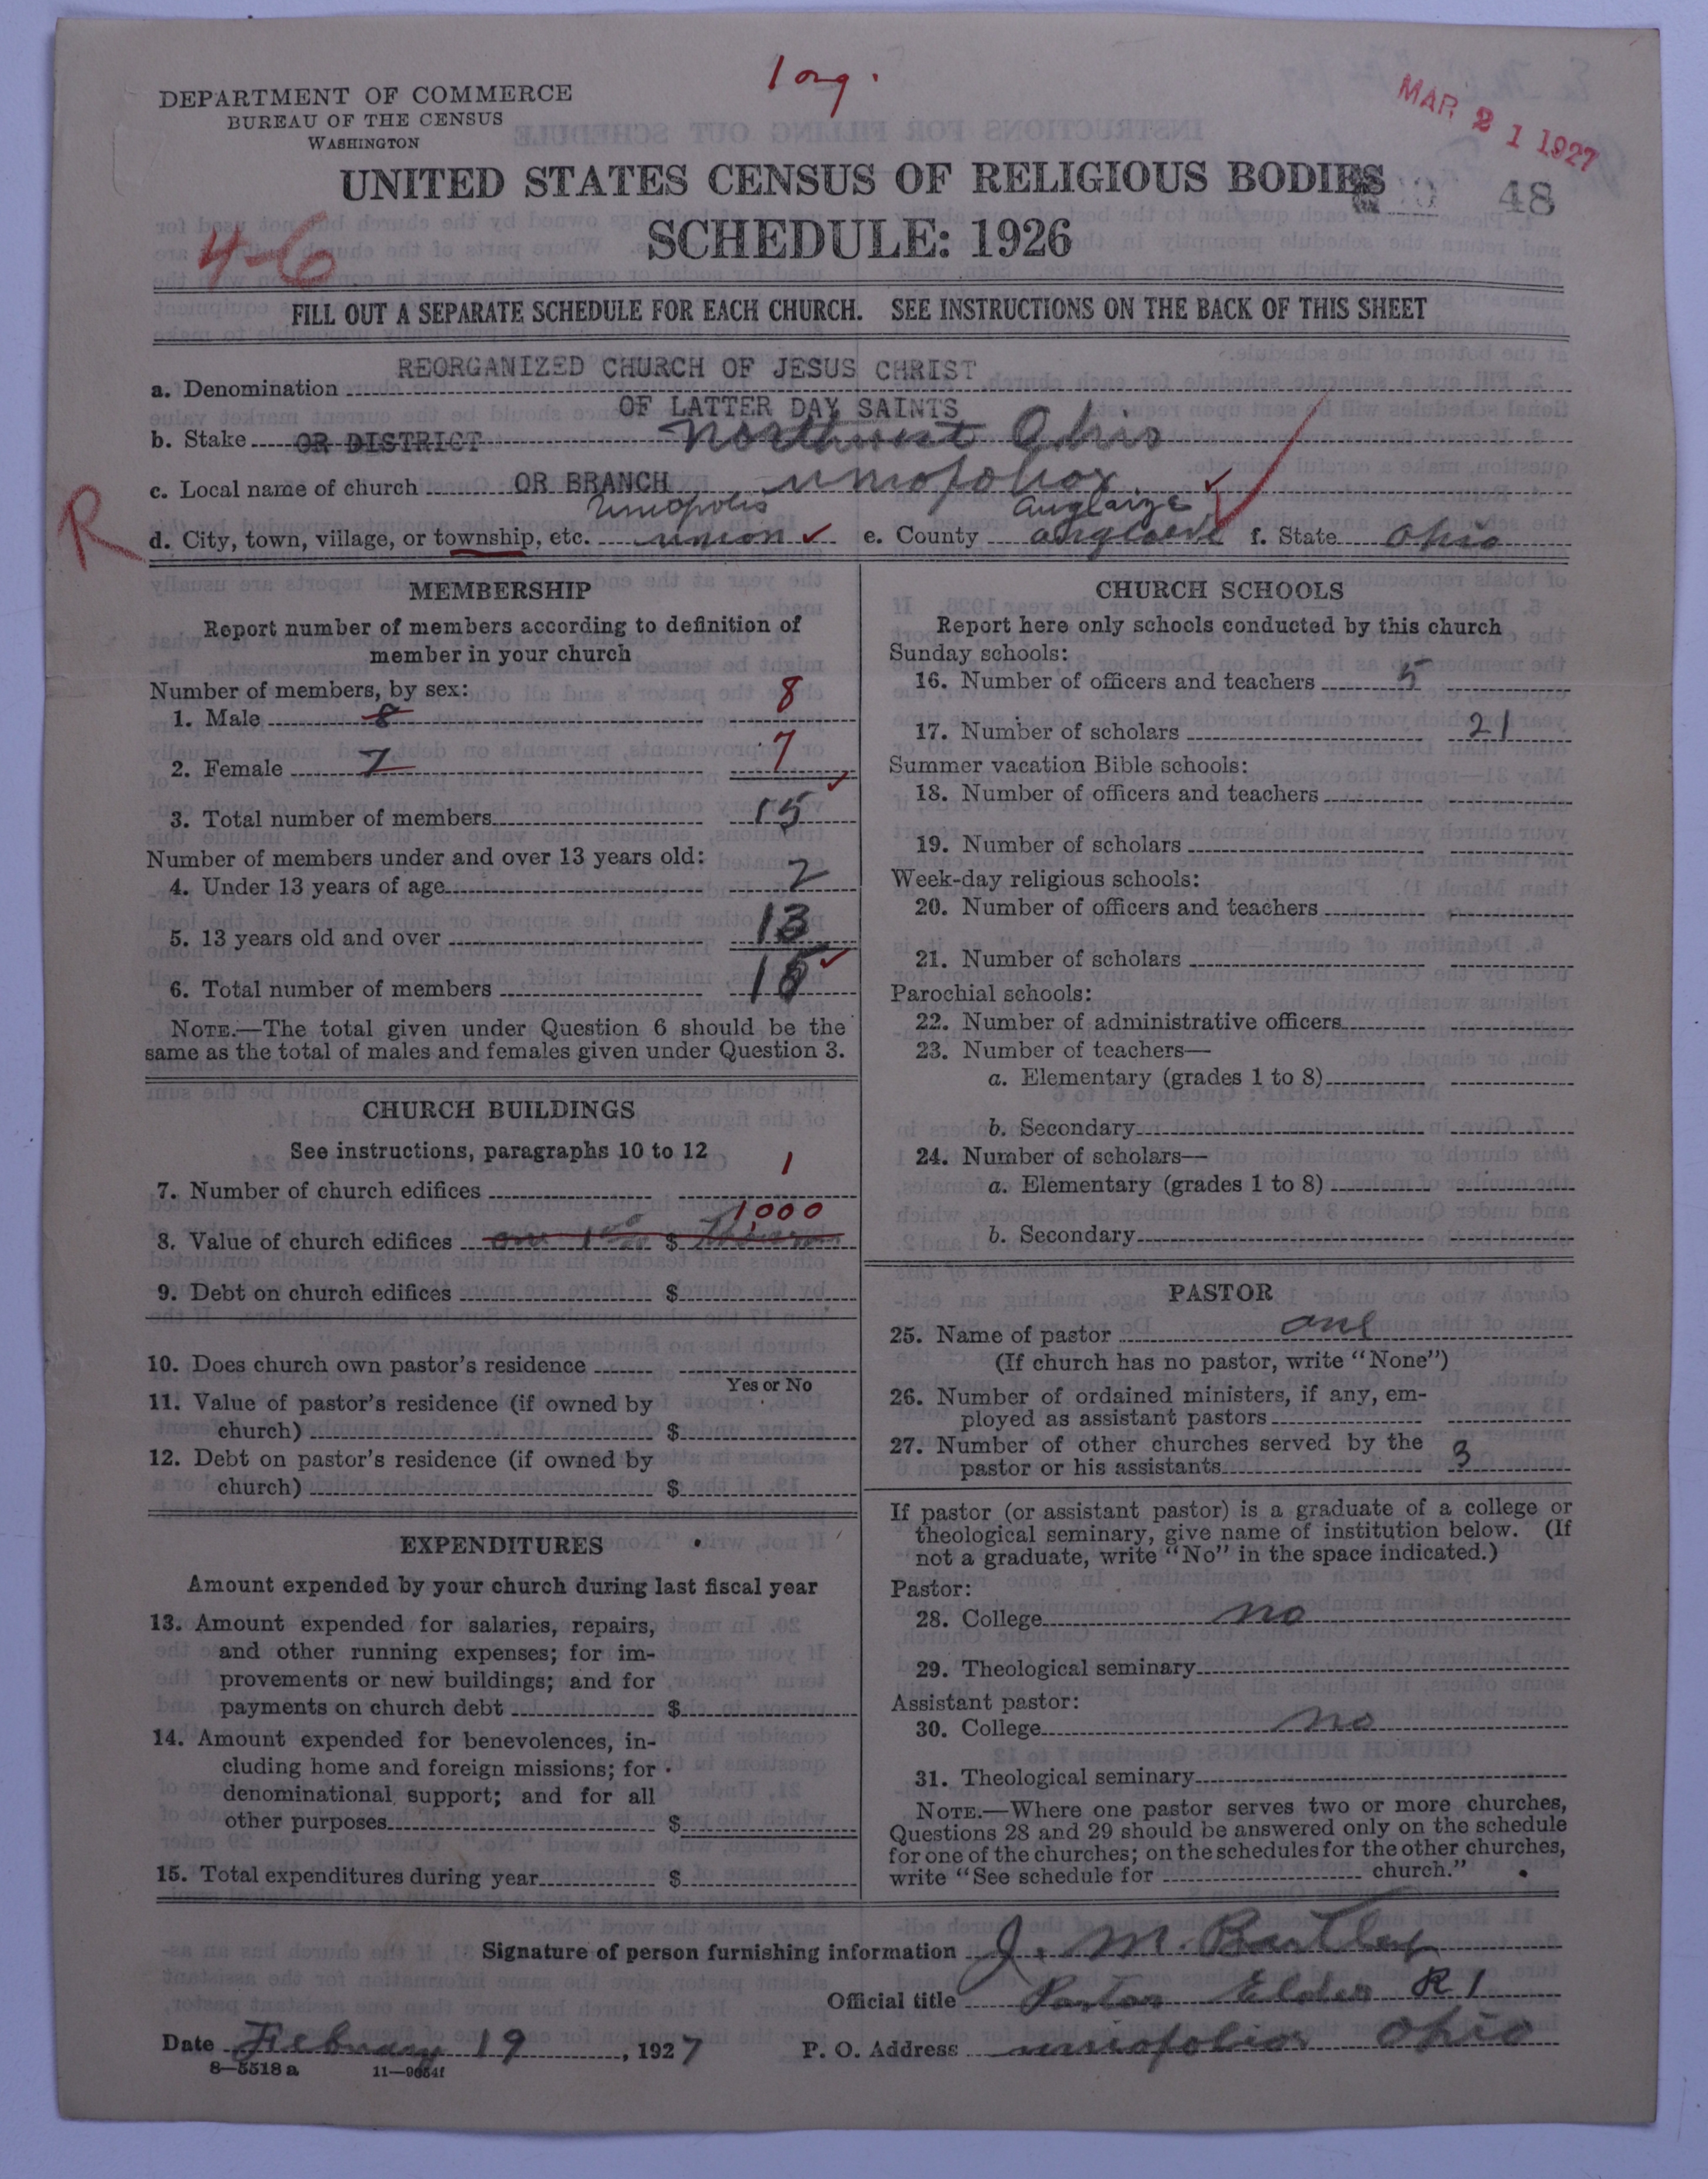 1 org.
DEPARTMENT OF COMMERCE
BUREAU OF THE CENSUS
WASHINGTON
MAR 21 1927
UNITED STATES CENSUS OF RELIGIOUS BODIES
48
SCHEDULE: 1926
4-6
FILL OUT A SEPARATE SCHEDULE FOR EACH CHURCH. SEE INSTRUCTIONS ON THE BACK OF THIS SHEET
a. Denomination REORGANIZED CHURCH OF JESUS CHRIST
OF LATTER DAY SAINTS
b. Stake OR DISTRICT Northwest Ohio
c. Local name of church OR BRANCH uniopolios
R
Uniopolis Auglaize
d. City, town, village, or township, etc. union e. County f. State Ohio
MEMBERSHIP
Report number of members according to definition of
member in your church
Number of members, by sex:
1. Male 8 8
2. Female 7 7
3. Total number of members 15
Number of members under and over 13 years old:
4. Under 13 years of age 2
5. 13 years old and over 13
6. Total number of members 15
NOTE.—The total given under Question 6 should be the
same as the total of males and females given under Question 3.
CHURCH BUILDINGS
See instructions, paragraphs 10 to 12
7. Number of church edifices 1
8. Value of church edifices one $ 1,000
9. Debt on church edifices $
10. Does church own pastor's residence
Yes or No
11. Value of pastor's residence (if owned by
church) $
12. Debt on pastor's residence (if owned by
church) $
EXPENDITURES
Amount expended by your church during last fiscal year
13. Amount expended for salaries, repairs,
and other running expenses; for im-
provements or new buildings; and for
payments on church debt $
14. Amount expended for benevolences, in-
cluding home and foreign missions; for
denominational support; and for all
other purposes $
15. Total expenditures during year $
CHURCH SCHOOLS
Report here only schools conducted by this church
Sunday schools:
16. Number of officers and teachers 5
17. Number of scholars 21
Summer vacation Bible schools:
18. Number of officers and teachers
19. Number of scholars
Week-day religious schools:
20. Number of officers and teachers
21. Number of scholars
Parochial schools:
22. Number of administrative officers
23. Number of teachers—
a. Elementary (grades 1 to 8)
b. Secondary
24. Number of scholars—
a. Elementary (grades 1 to 8)
b. Secondary
PASTOR
25. Name of pastor one
(If church has no pastor, write "None")
26. Number of ordained ministers, if any, em-
ployed as assistant pastors
27. Number of other churches served by the
pastor or his assistants 3
If pastor (or assistant pastor) is a graduate of a college or
theological seminary, give name of institution below. (If
not a graduate, write "No" in the space indicated.)
Pastor:
28. College no
29. Theological seminary
Assistant pastor:
30. College no
31. Theological seminary
NOTE.—Where one pastor serves two or more churches,
Questions 28 and 29 should be answered only on the schedule
for one of the churches; on the schedules for the other churches,
write "See schedule for church."
Signature of person furnishing information J. M. Bartley
Official title Pastor Elder R 1
Date February 19, 1927 P. O. Address uniopolios Ohio
8—5518 a